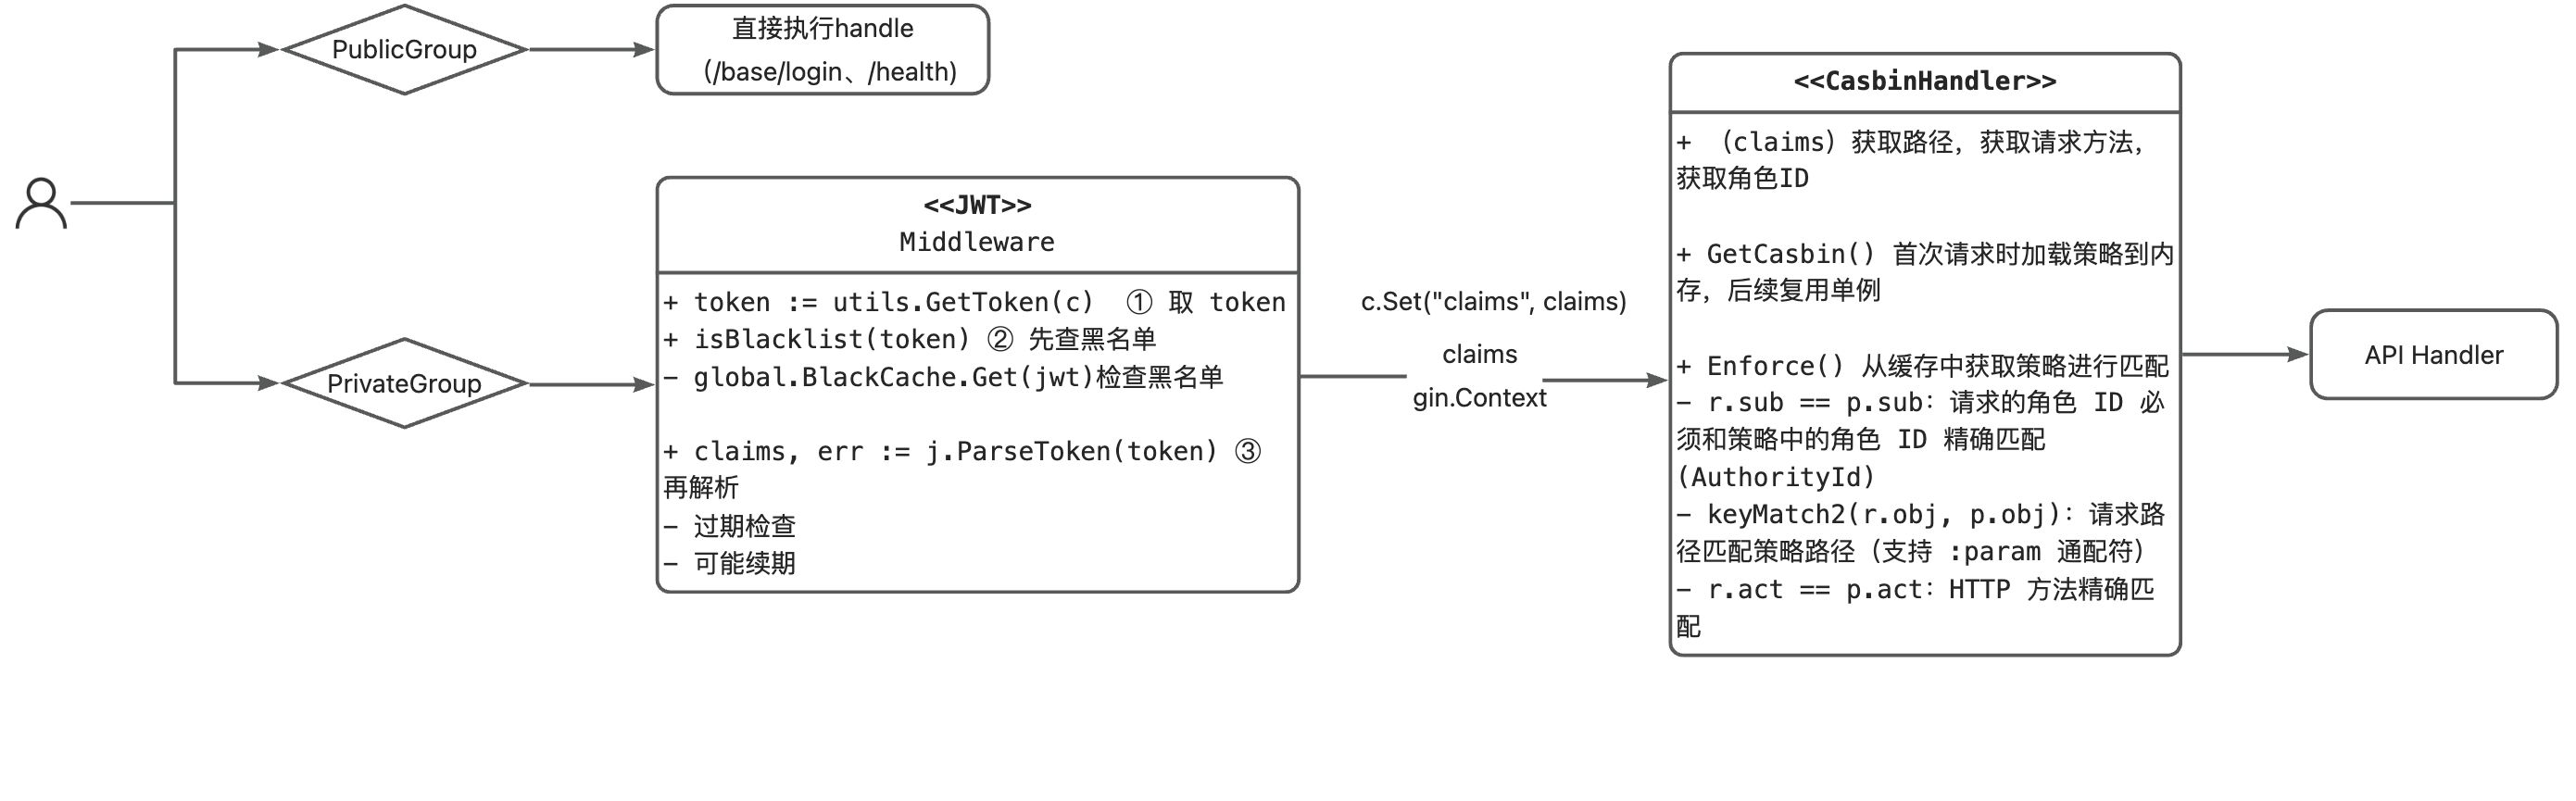 PublicGroup
直接执行handle
(/base/login、/health)
PrivateGroup
<<JWT>>
Middleware
+ token := utils.GetToken(c)  ① 取 token
+ isBlacklist(token) ② 先查黑名单
- global.BlackCache.Get(jwt)检查黑名单
+ claims, err := j.ParseToken(token) ③
再解析
- 过期检查
- 可能续期
c.Set("claims", claims)
claims
gin.Context
<<CasbinHandler>>
+ （claims）获取路径，获取请求方法，
获取角色ID
+ GetCasbin() 首次请求时加载策略到内
存，后续复用单例
+ Enforce() 从缓存中获取策略进行匹配
- r.sub == p.sub：请求的角色 ID 必
须和策略中的角色 ID 精确匹配
(AuthorityId)
- keyMatch2(r.obj, p.obj)：请求路
径匹配策略路径（支持 :param 通配符）
- r.act == p.act：HTTP 方法精确匹
配
API Handler